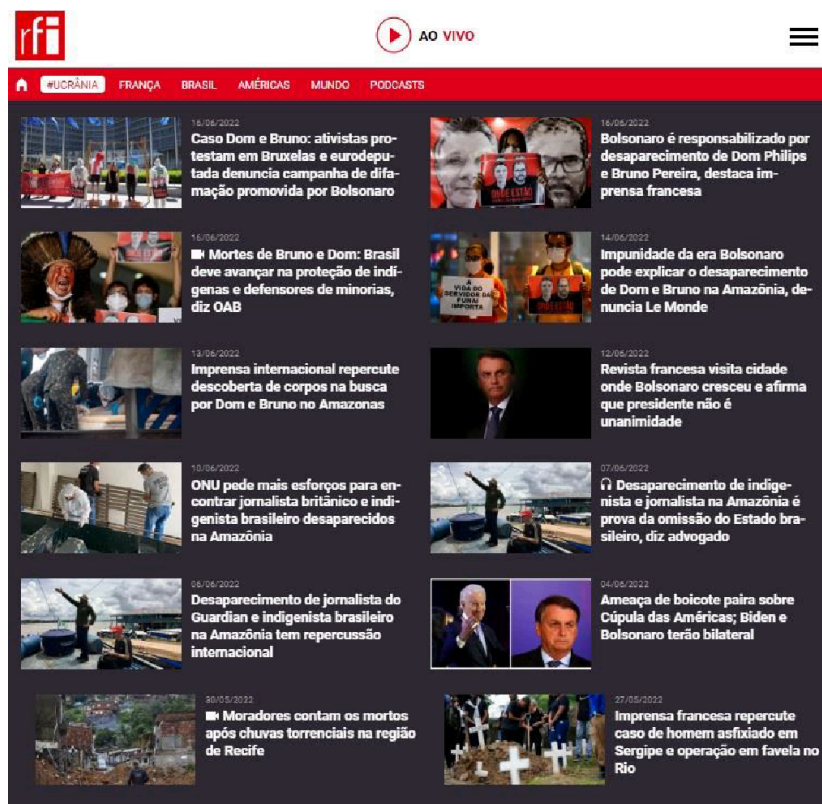 rfi
AO VIVO
#UCRÂNIA FRANÇA BRASIL AMÉRICAS MUNDO PODCASTS
16/06/2022
Caso Dom e Bruno: ativistas pro-
testam em Bruxelas e eurodepu-
tada denuncia campanha de difa-
mação promovida por Bolsonaro
16/06/2022
Bolsonaro é responsabilizado por
desaparecimento de Dom Philips
e Bruno Pereira, destaca im-
prensa francesa
ONDE ESTÃO
16/06/2022
Mortes de Bruno e Dom: Brasil
deve avançar na proteção de indí-
genas e defensores de minorias,
diz OAB
14/06/2022
Impunidade da era Bolsonaro
pode explicar o desaparecimento
de Dom e Bruno na Amazônia, de-
nuncia Le Monde
A
VIDA DO
SERVIDOR DA
FUNAI
IMPORTA
13/06/2022
Imprensa internacional repercute
descoberta de corpos na busca
por Dom e Bruno no Amazonas
12/06/2022
Revista francesa visita cidade
onde Bolsonaro cresceu e afirma
que presidente não é
unanimidade
10/06/2022
ONU pede mais esforços para en-
contrar jornalista britânico e indi-
genista brasileiro desaparecidos
na Amazônia
07/06/2022
Desaparecimento de indige-
nista e jornalista na Amazônia é
prova da omissão do Estado bra-
sileiro, diz advogado
06/06/2022
Desaparecimento de jornalista do
Guardian e indigenista brasileiro
na Amazônia tem repercussão
internacional
04/06/2022
Ameaça de boicote paira sobre
Cúpula das Américas; Biden e
Bolsonaro terão bilateral
30/05/2022
Moradores contam os mortos
após chuvas torrenciais na região
de Recife
27/05/2022
Imprensa francesa repercute
caso de homem asfixiado em
Sergipe e operação em favela no
Rio